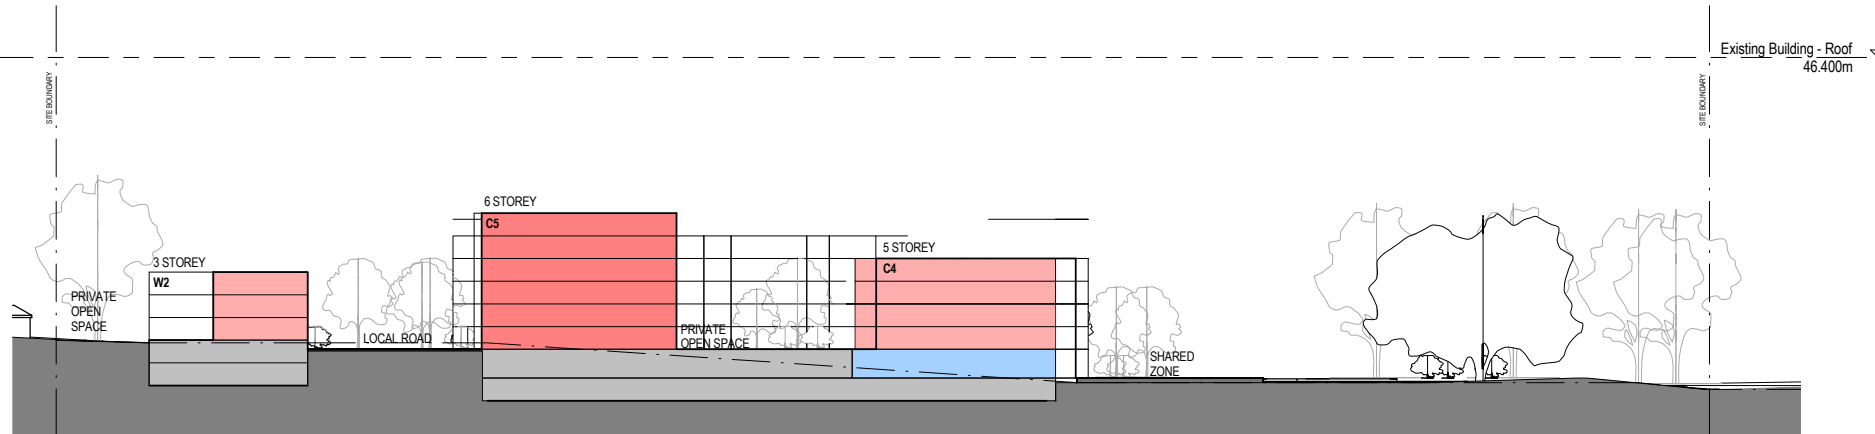 Existing Building - Roof
46.400m
SITE BOUNDARY
SITE BOUNDARY
6 STOREY
C5
5 STOREY
C4
3 STOREY
W2
PRIVATE
OPEN
SPACE
LOCAL ROAD
PRIVATE
OPEN SPACE
SHARED
ZONE